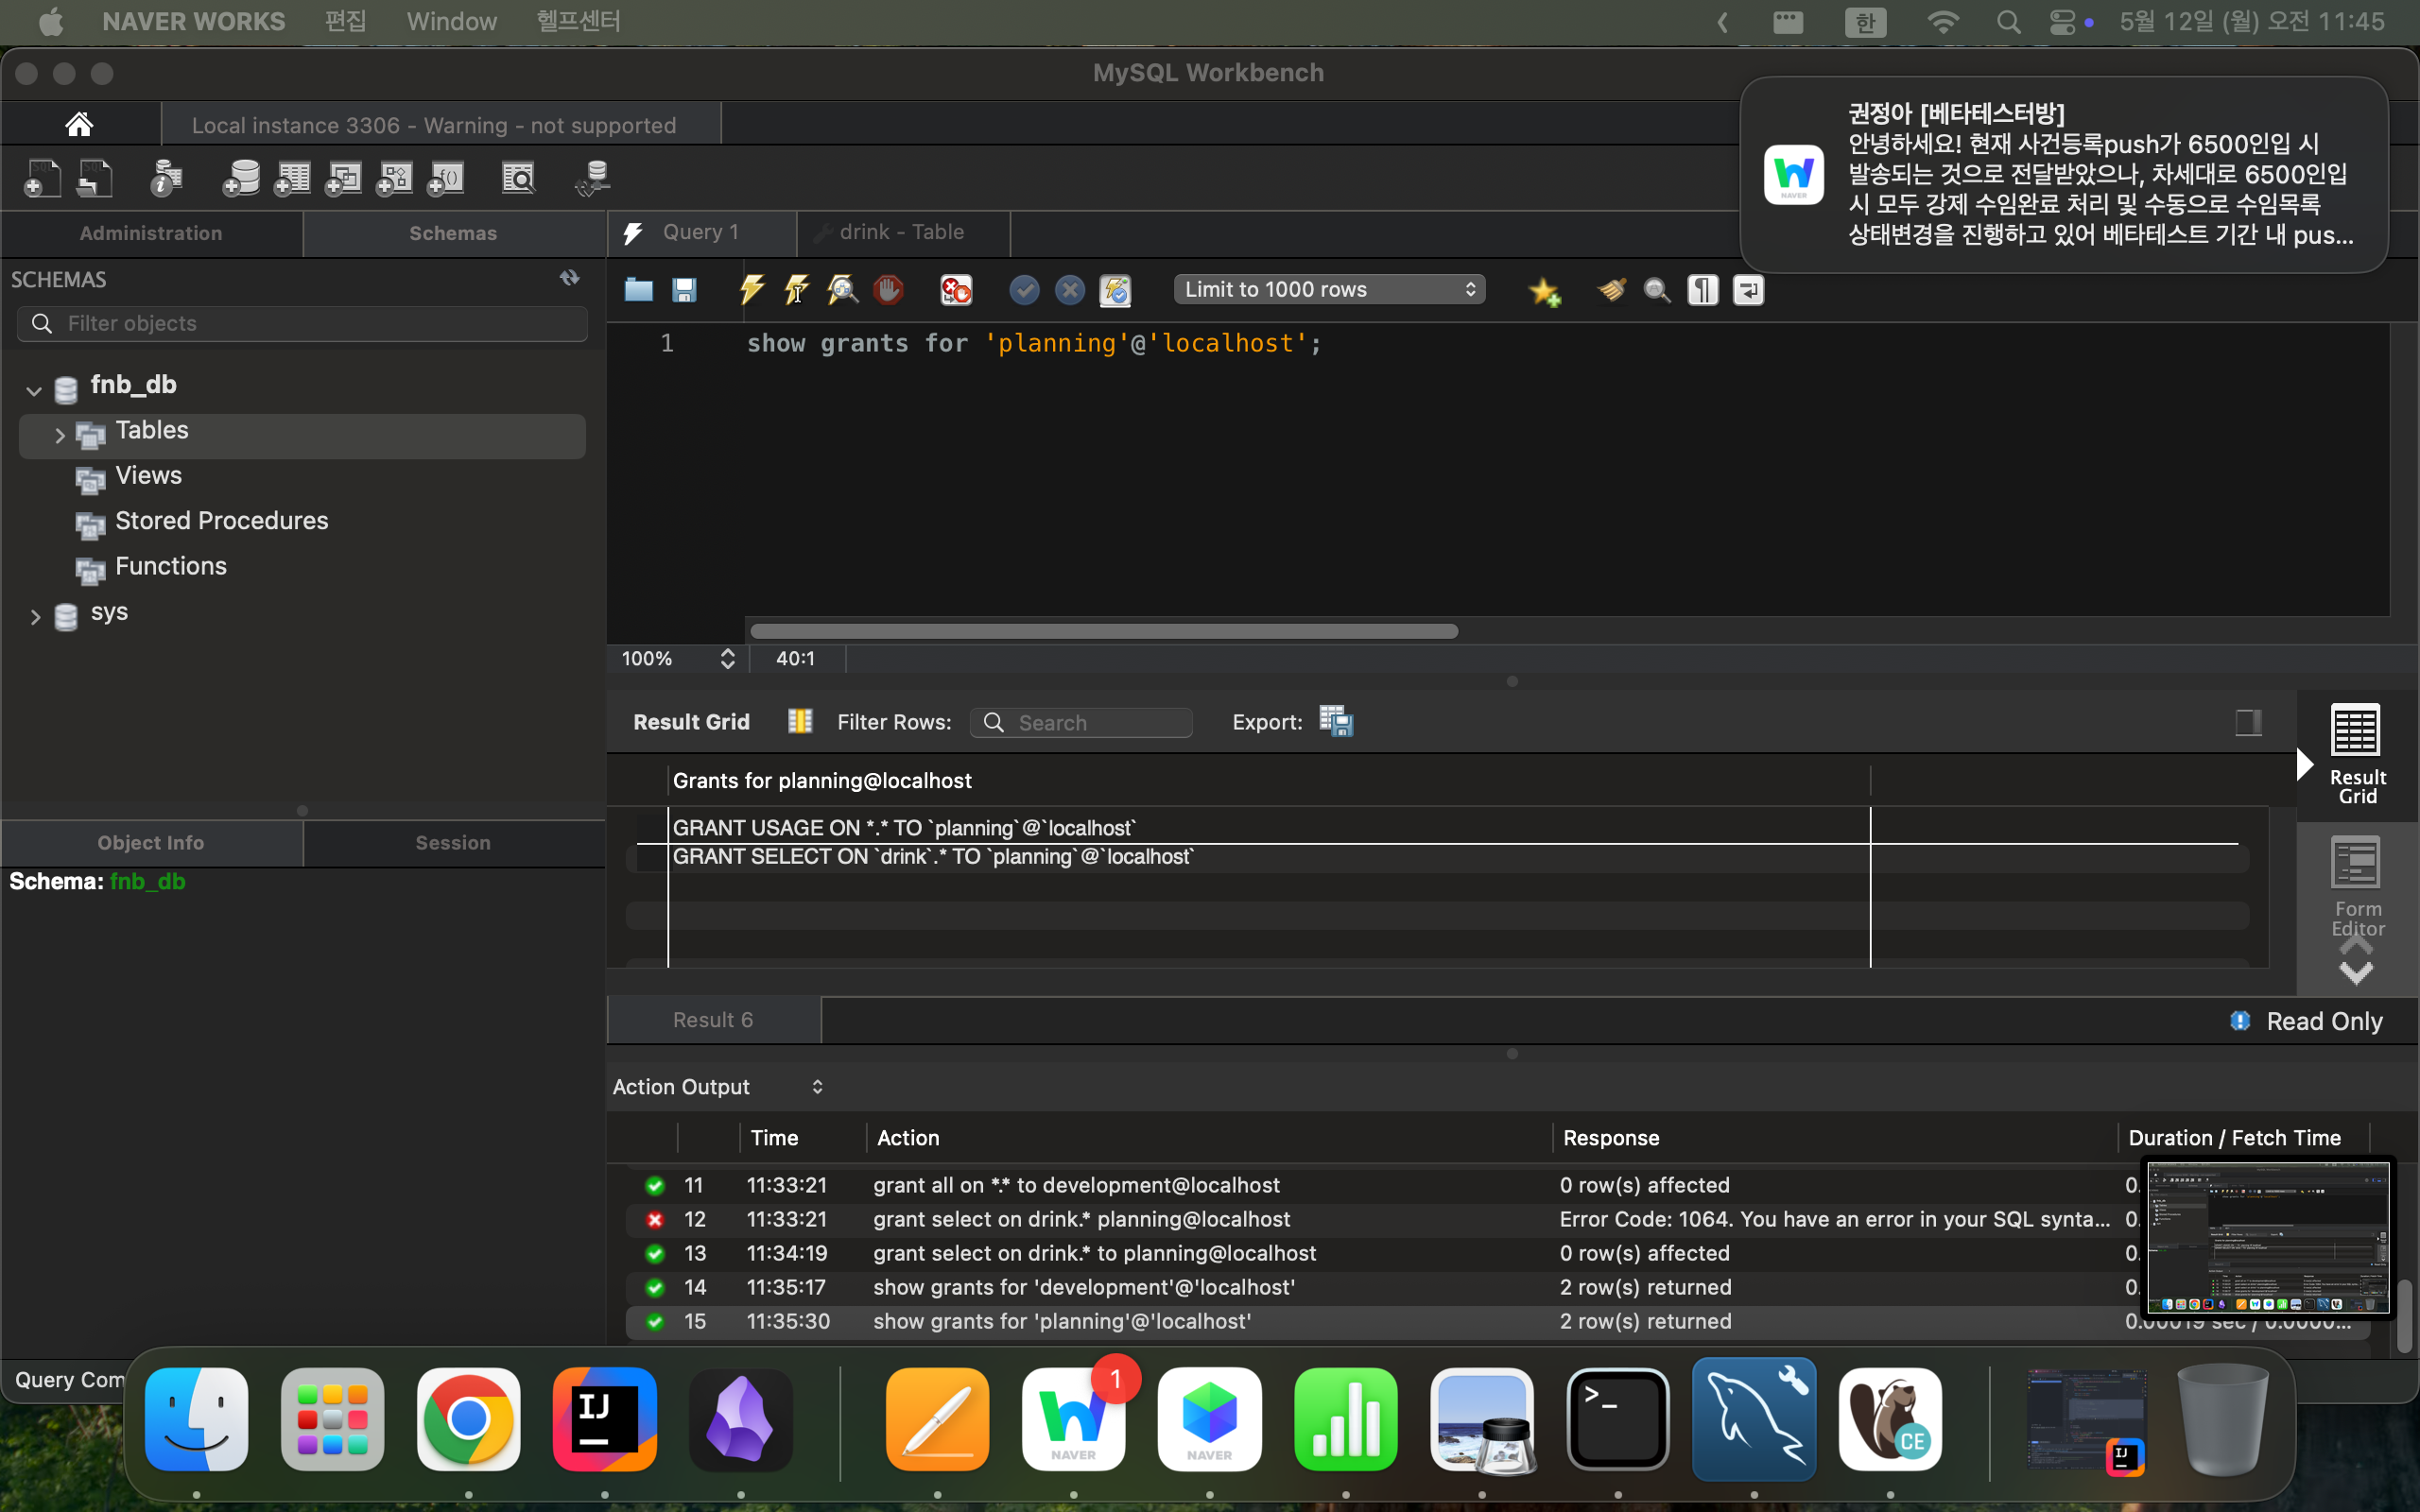 NAVER WORKS 편집 Window 헬프센터
한 5월 12일 (월) 오전 11:45
MySQL Workbench
Local instance 3306 - Warning - not supported
권정아 [베타테스터방]
안녕하세요! 현재 사건등록push가 6500인입 시
발송되는 것으로 전달받았으나, 차세대로 6500인입
시 모두 강제 수임완료 처리 및 수동으로 수임목록
상태변경을 진행하고 있어 베타테스트 기간 내 pus...
NAVER
Administration Schemas
Query 1 drink - Table
SCHEMAS
Filter objects
Limit to 1000 rows
1 show grants for 'planning'@'localhost';
fnb_db
Tables
Views
Stored Procedures
Functions
sys
100% 40:1
Result Grid Filter Rows: Search Export:
Result
Grid
Form
Editor
Grants for planning@localhost
GRANT USAGE ON *.* TO `planning`@`localhost`
GRANT SELECT ON `drink`.* TO `planning`@`localhost`
Object Info Session
Schema: fnb_db
Result 6 Read Only
Action Output
Time Action Response Duration / Fetch Time
11 11:33:21 grant all on *.* to development@localhost 0 row(s) affected 0.
12 11:33:21 grant select on drink.* planning@localhost Error Code: 1064. You have an error in your SQL synta... 0.
13 11:34:19 grant select on drink.* to planning@localhost 0 row(s) affected 0.
14 11:35:17 show grants for 'development'@'localhost' 2 row(s) returned 0.
15 11:35:30 show grants for 'planning'@'localhost' 2 row(s) returned 0.00019 sec / 0.0000...
Query Com
IJ
1
NAVER
NAVER
>_
CE
IJ